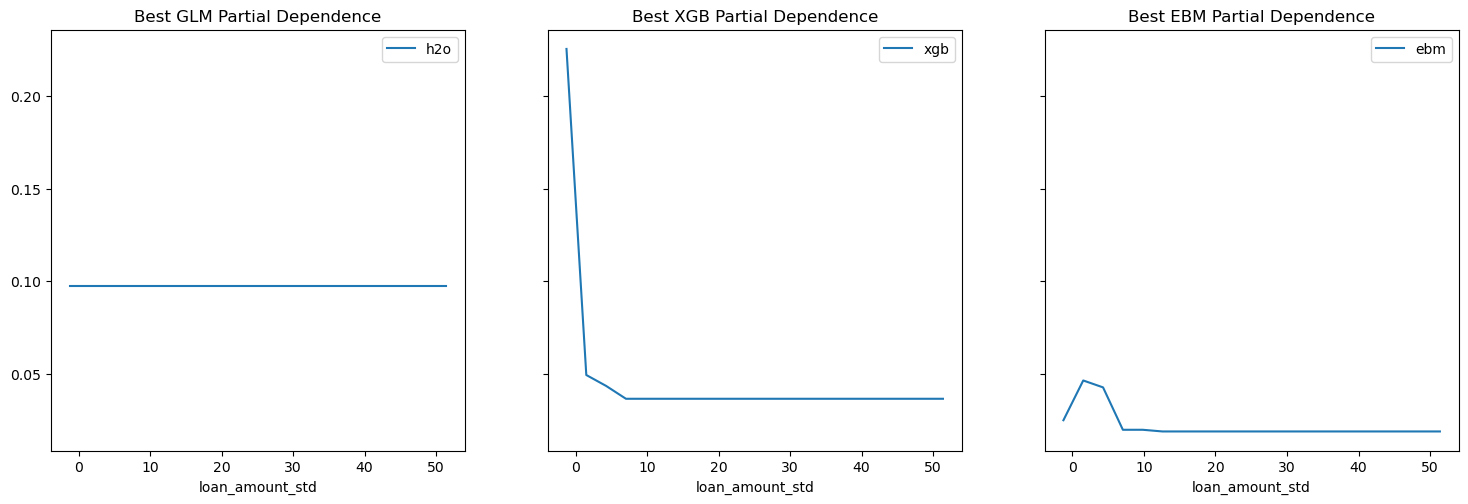 Best GLM Partial Dependence
h2o
0.20
0.15
0.10
0.05
0 10 20 30 40 50
loan_amount_std
Best XGB Partial Dependence
xgb
0 10 20 30 40 50
loan_amount_std
Best EBM Partial Dependence
ebm
0 10 20 30 40 50
loan_amount_std